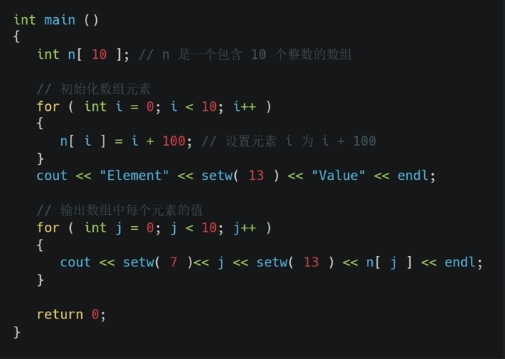 int main ()
{
int n[ 10 ]; // n 是一个包含 10 个整数的数组
// 初始化数组元素
for ( int i = 0; i < 10; i++ )
{
n[ i ] = i + 100; // 设置元素 i 为 i + 100
}
cout << "Element" << setw( 13 ) << "Value" << endl;
// 输出数组中每个元素的值
for ( int j = 0; j < 10; j++ )
{
cout << setw( 7 )<< j << setw( 13 ) << n[ j ] << endl;
}
return 0;
}